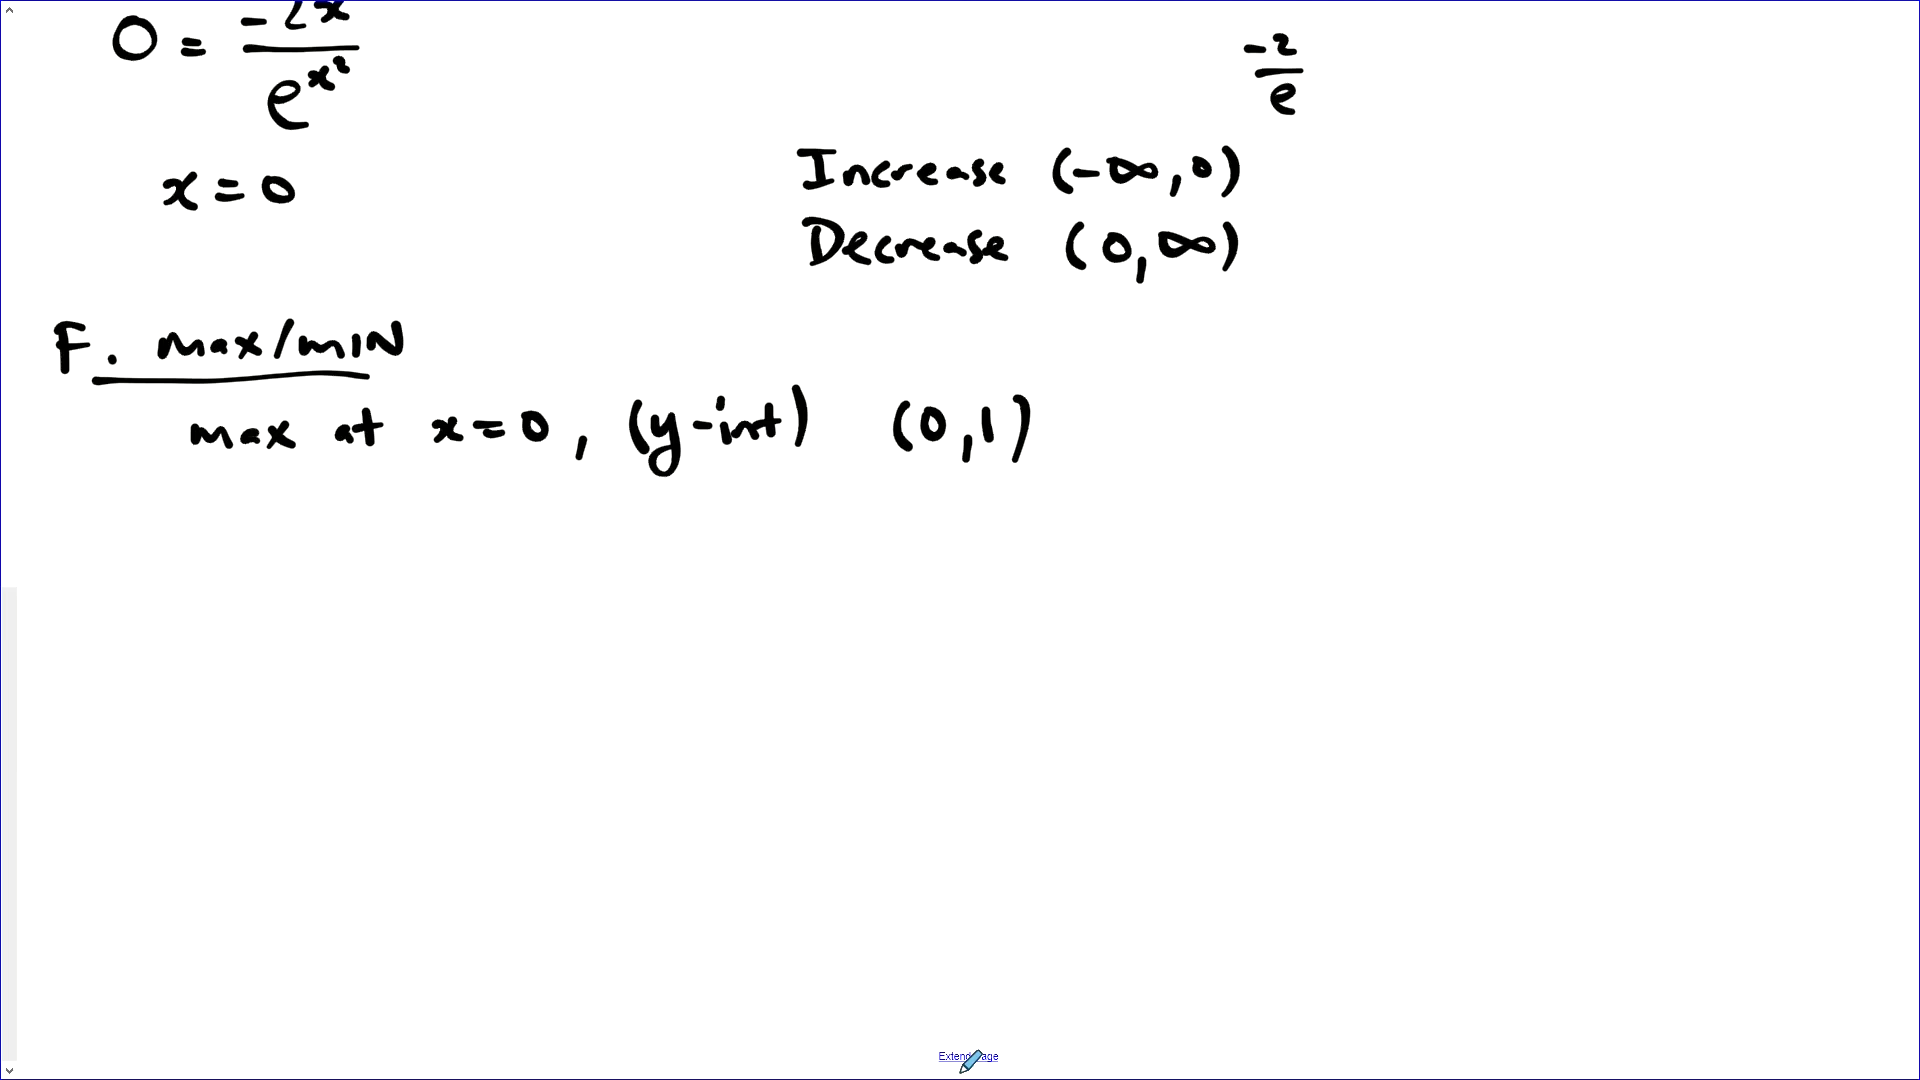 0 = -2x / e^x²
-2 / e
x = 0
Increase (-∞, 0)
Decrease (0, ∞)
F. max/mIN
max at x = 0, (y-int) (0, 1)